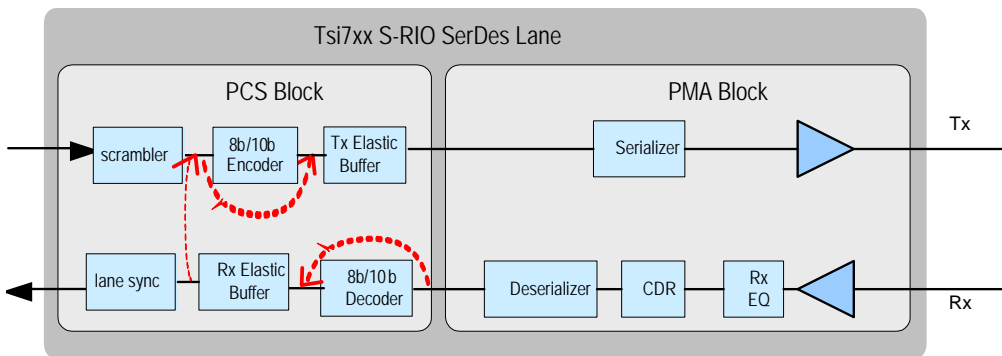 Tsi7xx S-RIO SerDes Lane
PCS Block
PMA Block
scrambler
8b/10b
Encoder
Tx Elastic
Buffer
Serializer
Tx
lane sync
Rx Elastic
Buffer
8b/10b
Decoder
Deserializer
CDR
Rx
EQ
Rx